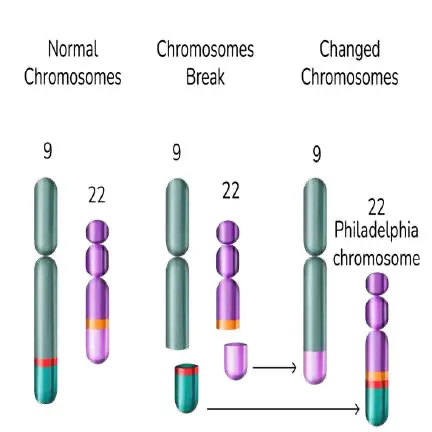 Normal
Chromosomes
Chromosomes
Break
Changed
Chromosomes
9
22
9
22
9
22
Philadelphia
chromosome